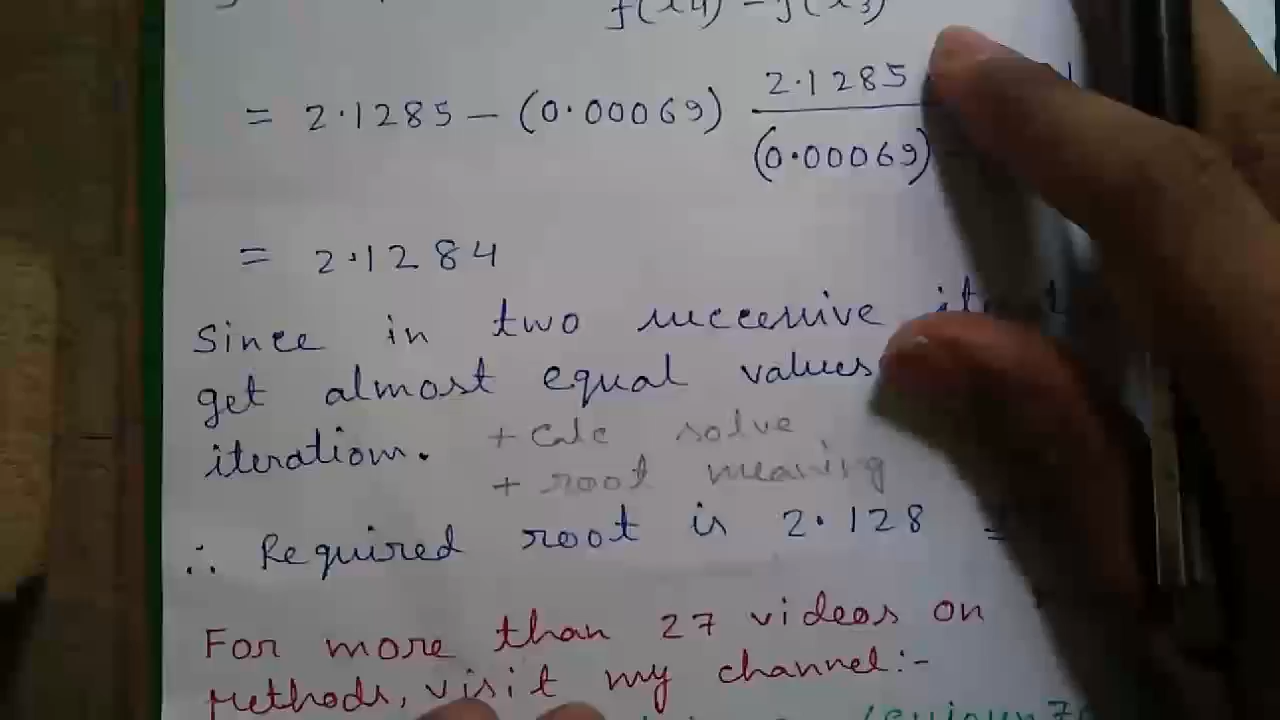 f(x4) - f(x3)
= 2.1285 - (0.00069) 2.1285
(0.00069)
= 2.1284
Since in two successive
get almost equal values
iteration. + Calc solve
+ root meaning
∴ Required root is 2.128
For more than 27 videos on
Methods, visit my channel:-